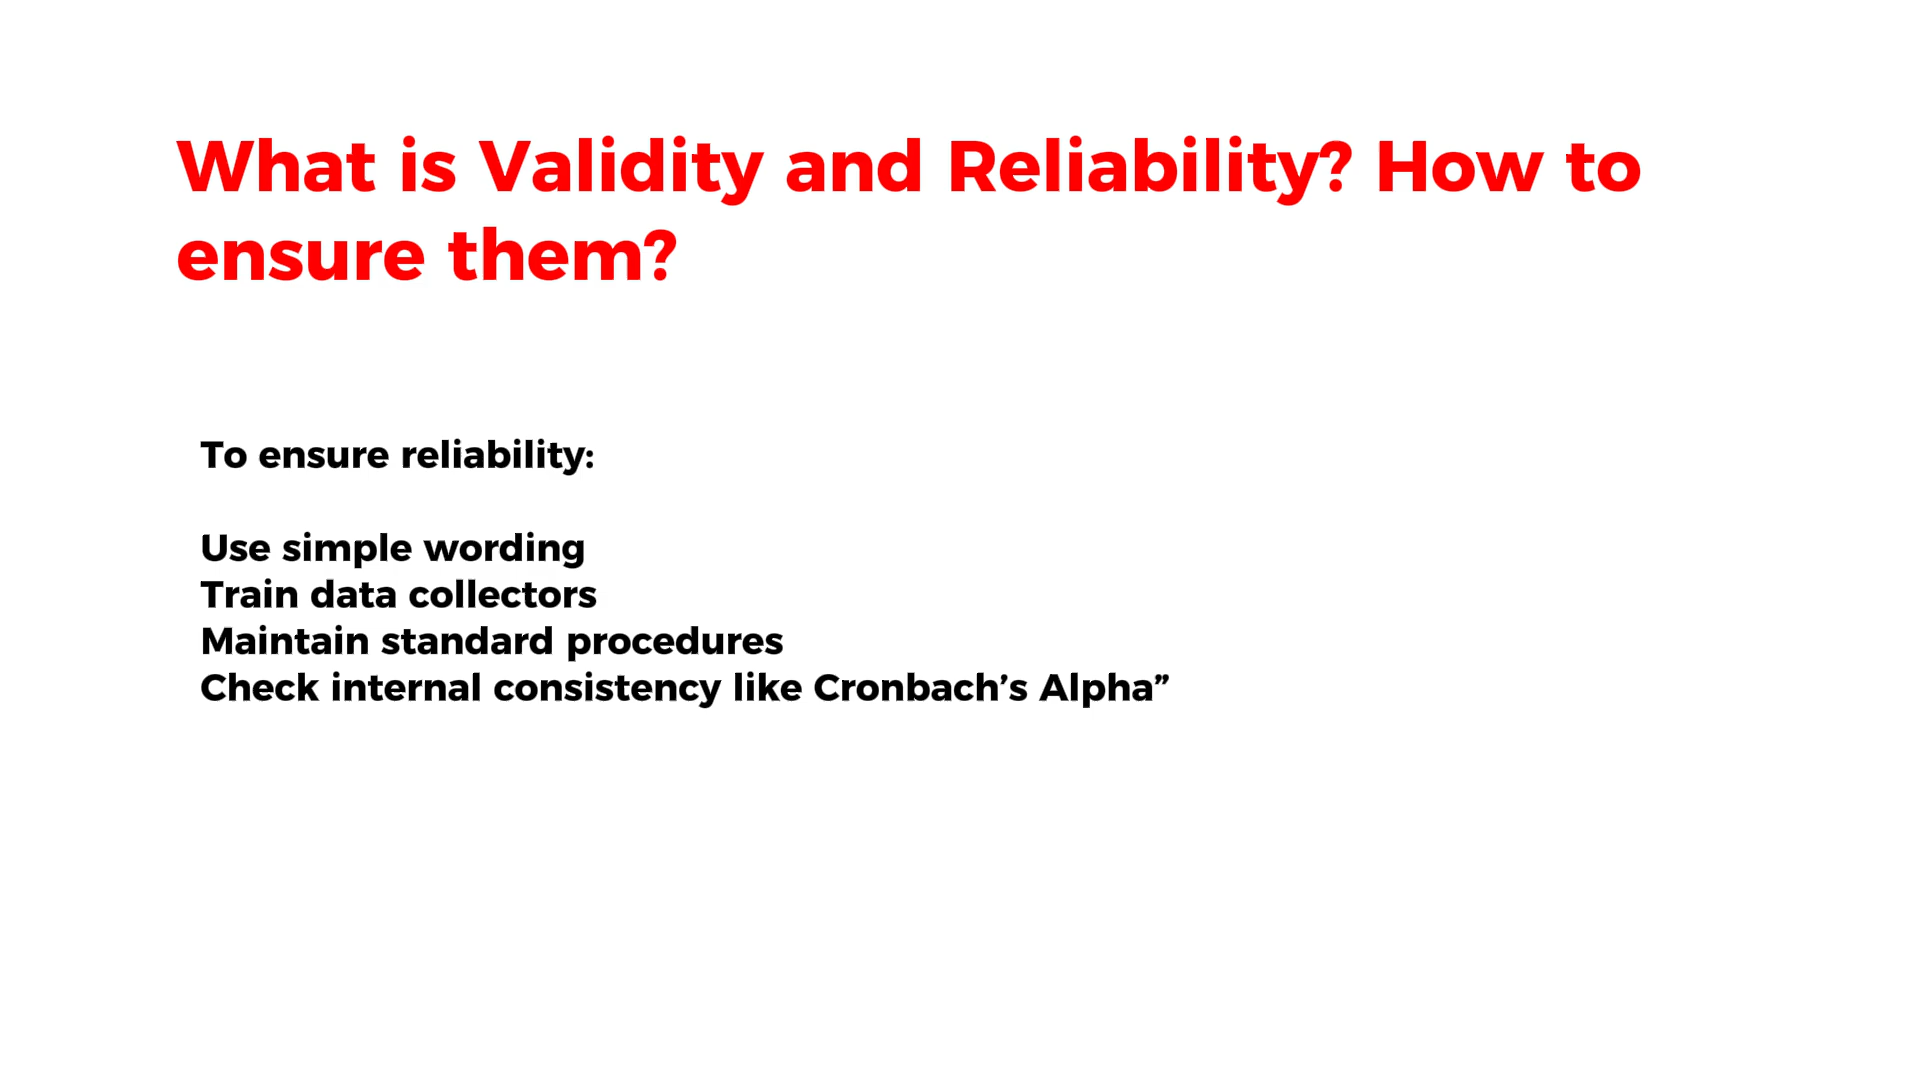 What is Validity and Reliability? How to
ensure them?
To ensure reliability:
Use simple wording
Train data collectors
Maintain standard procedures
Check internal consistency like Cronbach’s Alpha”